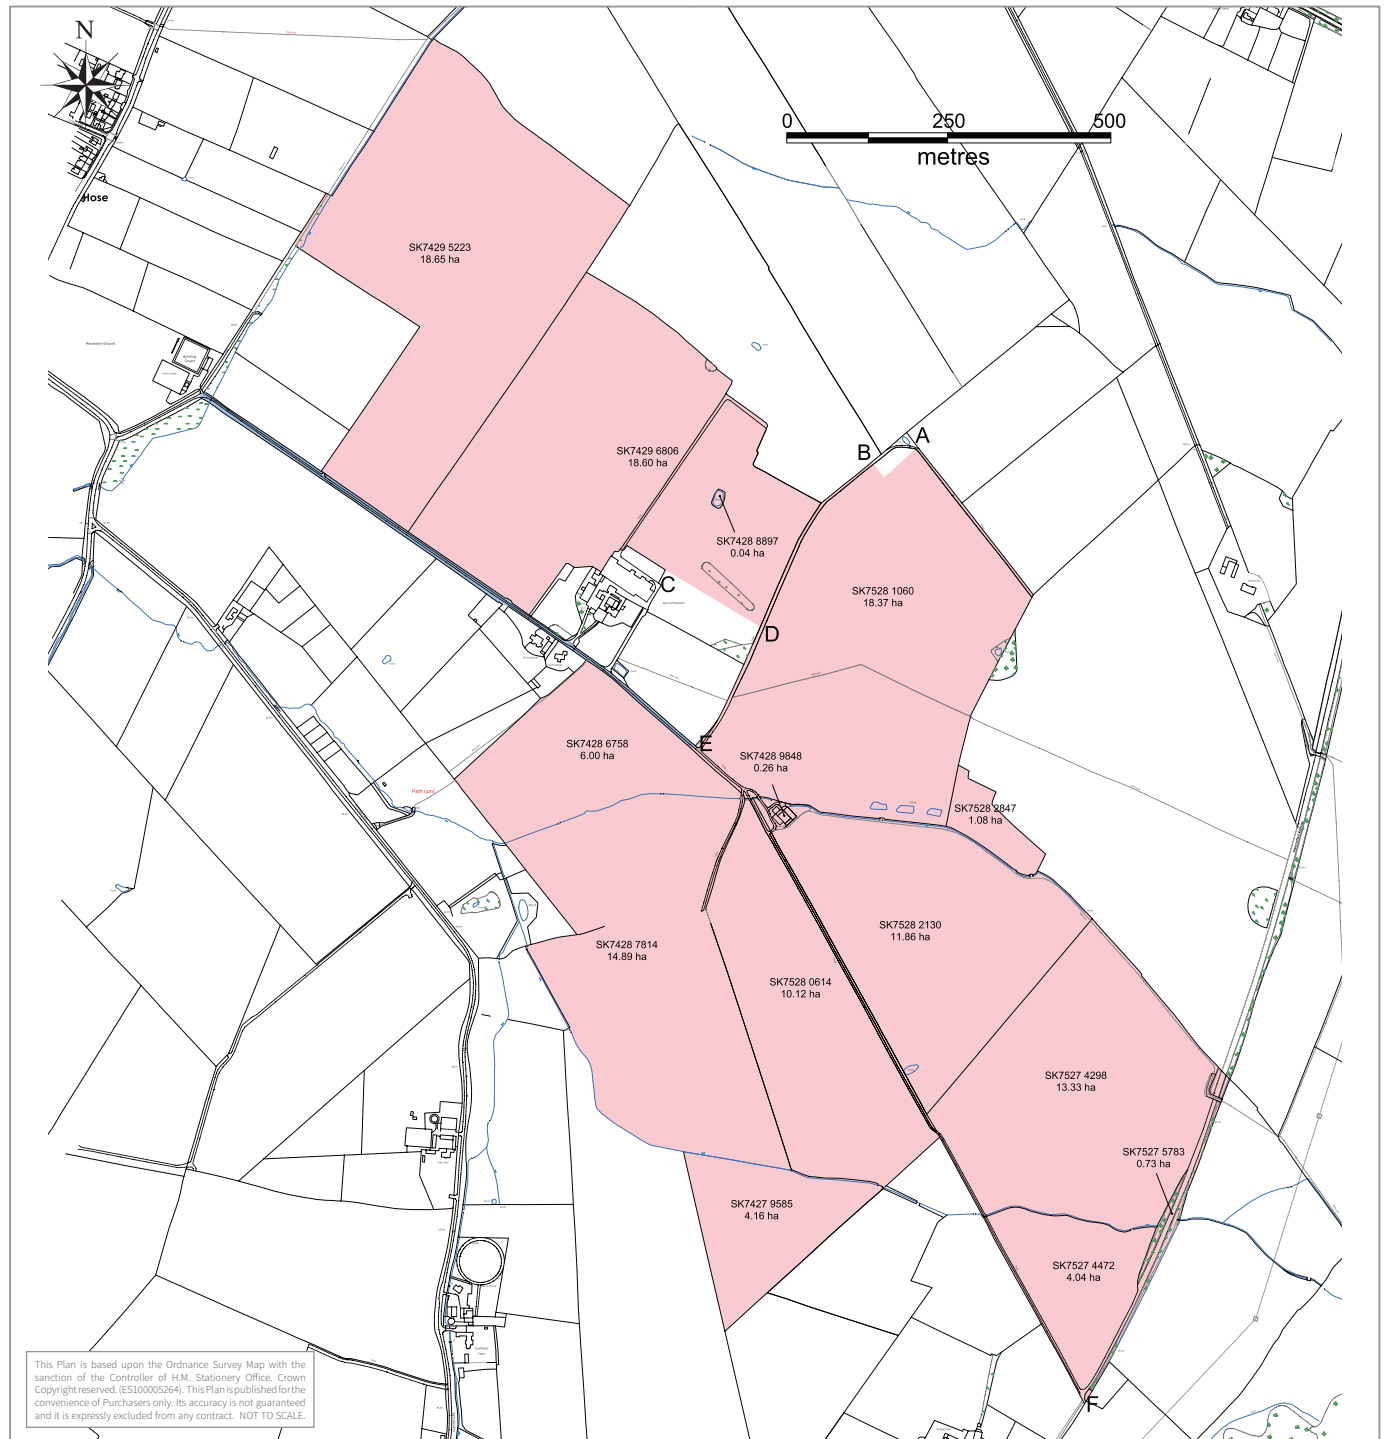 N
0 250 500
metres
Hose
SK7429 5223
18.65 ha
Recreation Ground
Bowling
Green
SK7429 6806
18.60 ha
A
B
SK7428 8897
0.04 ha
C
SK7528 1060
18.37 ha
D
SK7428 6758
6.00 ha
E
SK7428 9848
0.26 ha
Path (um)
SK7528 2847
1.08 ha
SK7528 2130
11.86 ha
SK7428 7814
14.89 ha
SK7528 0614
10.12 ha
SK7527 4298
13.33 ha
SK7527 5783
0.73 ha
SK7427 9585
4.16 ha
SK7527 4472
4.04 ha
F
This Plan is based upon the Ordnance Survey Map with the
sanction of the Controller of H.M. Stationery Office. Crown
Copyright reserved. (ES100005264). This Plan is published for the
convenience of Purchasers only. Its accuracy is not guaranteed
and it is expressly excluded from any contract. NOT TO SCALE.